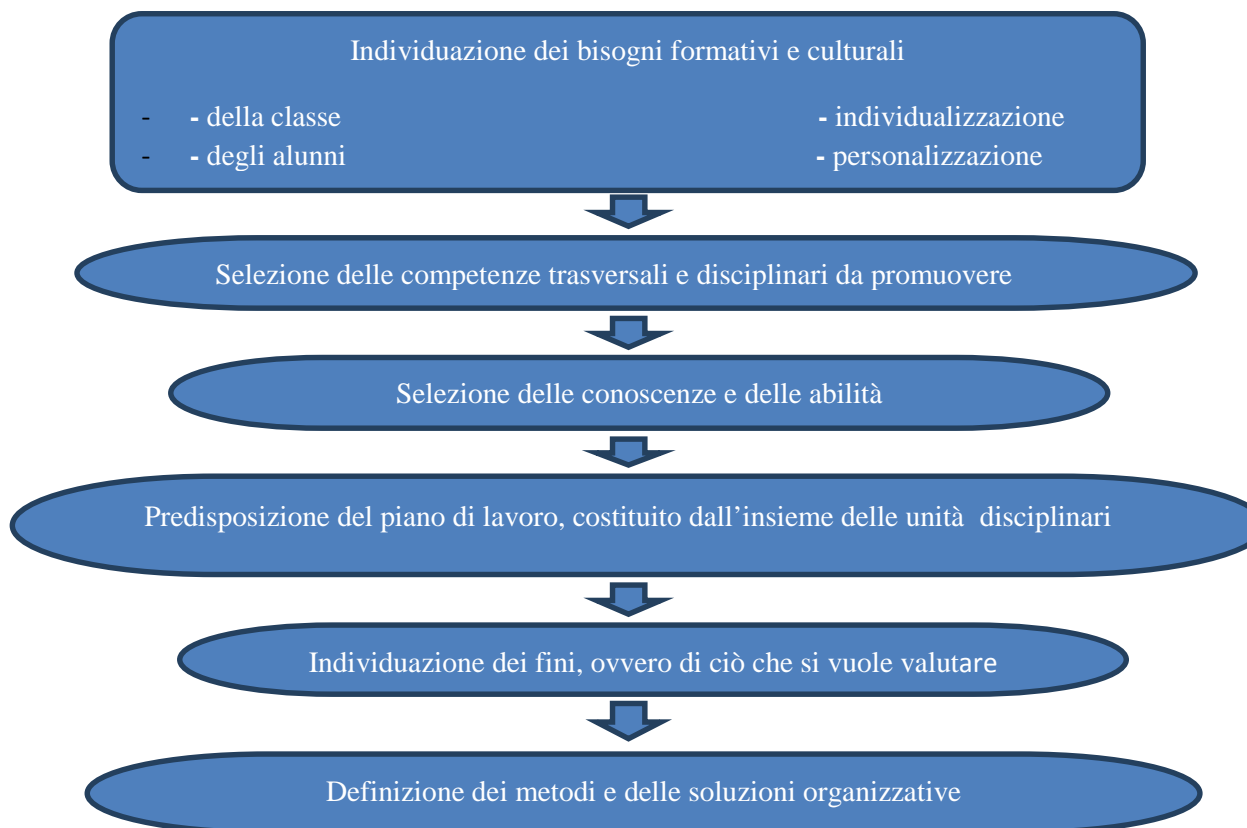 Individuazione dei bisogni formativi e culturali
- - della classe - individualizzazione
- - degli alunni - personalizzazione
Selezione delle competenze trasversali e disciplinari da promuovere
Selezione delle conoscenze e delle abilità
Predisposizione del piano di lavoro, costituito dall’insieme delle unità disciplinari
Individuazione dei fini, ovvero di ciò che si vuole valutare
Definizione dei metodi e delle soluzioni organizzative